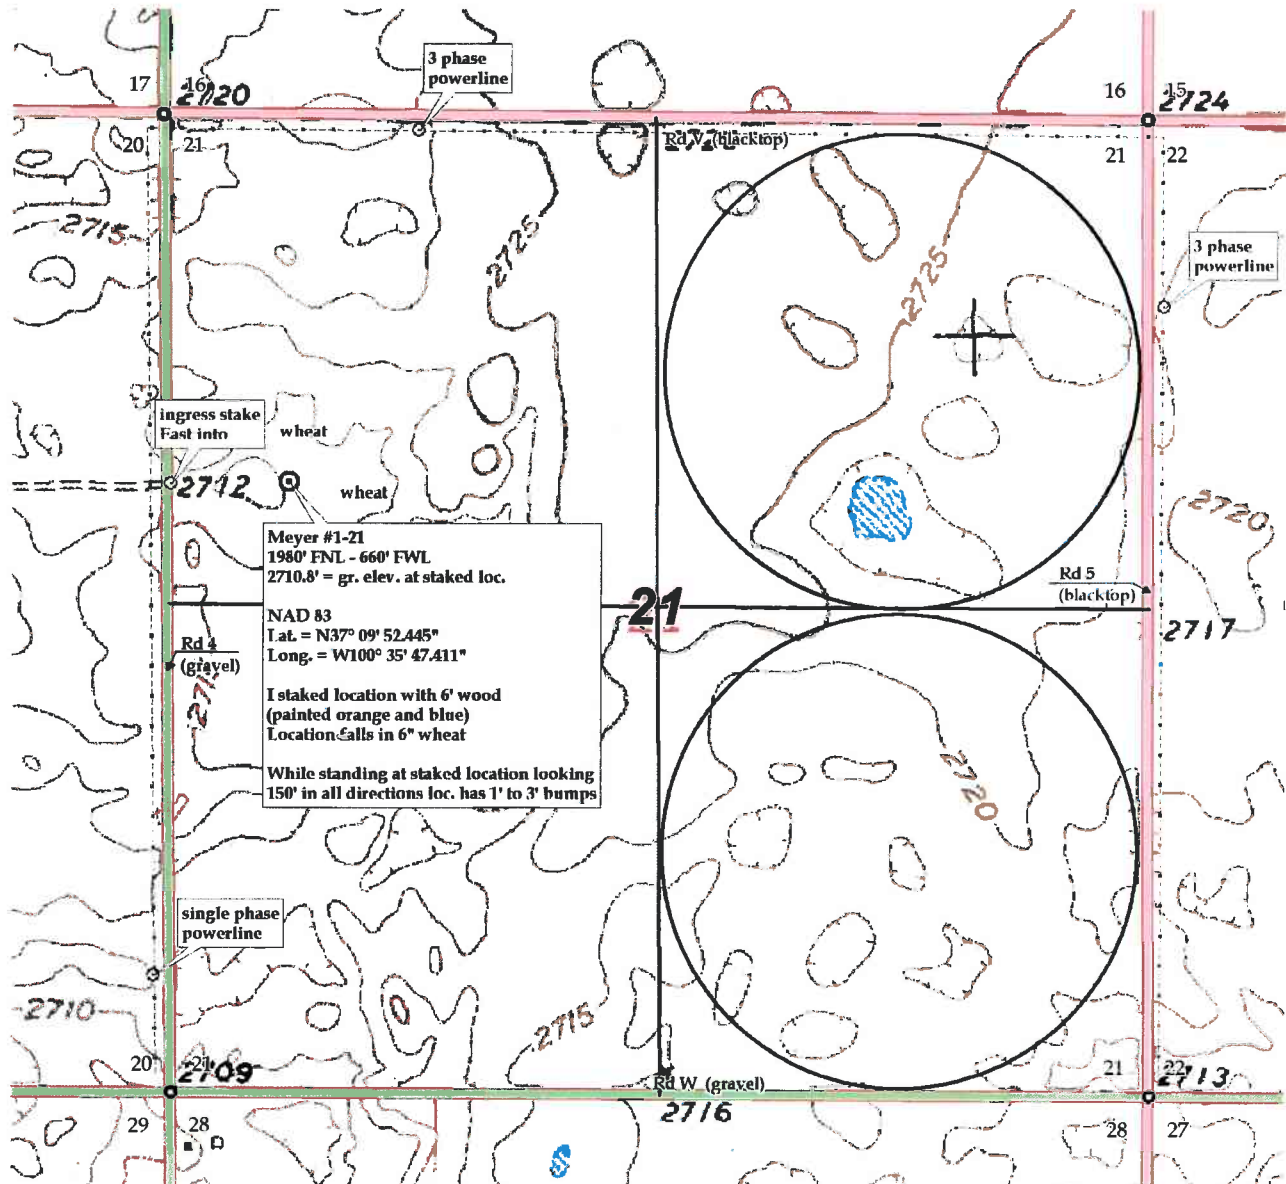 3 phase
powerline
17
16
2720
16
15
2724
20
21
Rd V (blacktop)
21
22
2715
2725
2725
3 phase
powerline
ingress stake
East into
wheat
wheat
2712
2720
Meyer #1-21
1980' FNL - 660' FWL
2710.8' = gr. elev. at staked loc.
NAD 83
Lat. = N37° 09' 52.445"
Long. = W100° 35' 47.411"
I staked location with 6' wood
(painted orange and blue)
Location falls in 6" wheat
While standing at staked location looking
150' in all directions loc. has 1' to 3' bumps
21
Rd 5
(blacktop)
2717
Rd 4
(gravel)
2720
single phase
powerline
2710
2715
20
21
2709
Rd W (gravel)
2716
21
22
2713
29
28
28
27